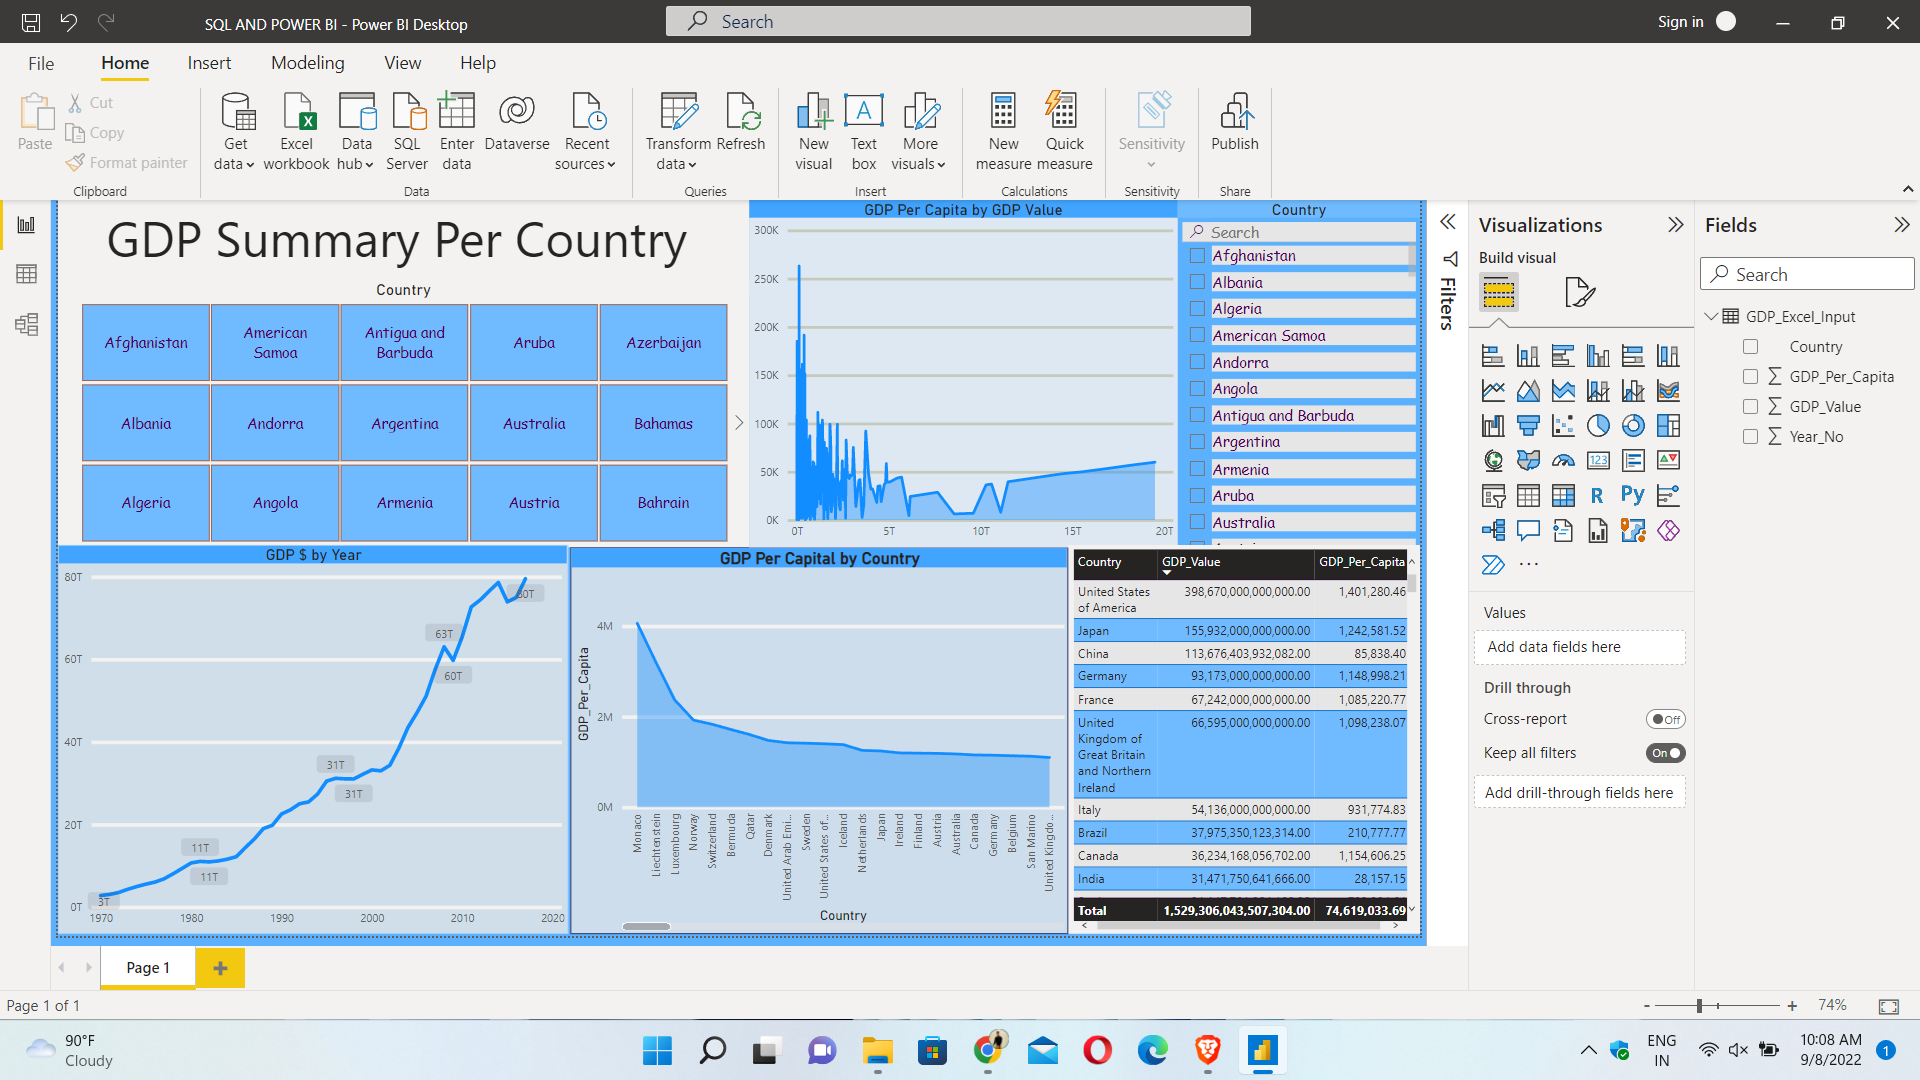 SQL AND POWER BI - Power BI Desktop
Search
Sign in
File
Home
Insert
Modeling
View
Help
Paste
Cut
Copy
Format painter
Clipboard
Get data
Excel workbook
Data hub
SQL Server
Enter data
Dataverse
Recent sources
Data
Transform data
Refresh
Queries
New visual
Text box
More visuals
Insert
New measure
Quick measure
Calculations
Sensitivity
Sensitivity
Publish
Share
GDP Summary Per Country
Country
Afghanistan
American Samoa
Antigua and Barbuda
Aruba
Azerbaijan
Albania
Andorra
Argentina
Australia
Bahamas
Algeria
Angola
Armenia
Austria
Bahrain
GDP Per Capita by GDP Value
300K
250K
200K
150K
100K
50K
0K
0T
5T
10T
15T
20T
Country
Search
Afghanistan
Albania
Algeria
American Samoa
Andorra
Angola
Antigua and Barbuda
Argentina
Armenia
Aruba
Australia
GDP $ by Year
80T
60T
40T
20T
0T
3T
11T
11T
31T
31T
63T
60T
80T
1970
1980
1990
2000
2010
2020
GDP Per Capital by Country
GDP_Per_Capita
4M
2M
0M
Monaco
Liechtenstein
Luxembourg
Norway
Switzerland
Bermuda
Qatar
Denmark
United Arab Emi...
Sweden
United States of...
Iceland
Netherlands
Japan
Ireland
Finland
Austria
Australia
Canada
Germany
Belgium
San Marino
United Kingdo...
Country
Country GDP_Value GDP_Per_Capita
United States of America 398,670,000,000,000.00 1,401,280.46
Japan 155,932,000,000,000.00 1,242,581.52
China 113,676,403,932,082.00 85,838.40
Germany 93,173,000,000,000.00 1,148,998.21
France 67,242,000,000,000.00 1,085,220.77
United Kingdom of Great Britain and Northern Ireland 66,595,000,000,000.00 1,098,238.07
Italy 54,136,000,000,000.00 931,774.83
Brazil 37,975,350,123,314.00 210,777.77
Canada 36,234,168,056,702.00 1,154,606.25
India 31,471,750,641,666.00 28,157.15
Total 1,529,306,043,507,304.00 74,619,033.69
Filters
Visualizations
Build visual
123
R
Py
Values
Add data fields here
Drill through
Cross-report
Off
Keep all filters
On
Add drill-through fields here
Fields
Search
GDP_Excel_Input
Country
GDP_Per_Capita
GDP_Value
Year_No
Page 1
Page 1 of 1
74%
90°F
Cloudy
ENG
IN
10:08 AM
9/8/2022
1